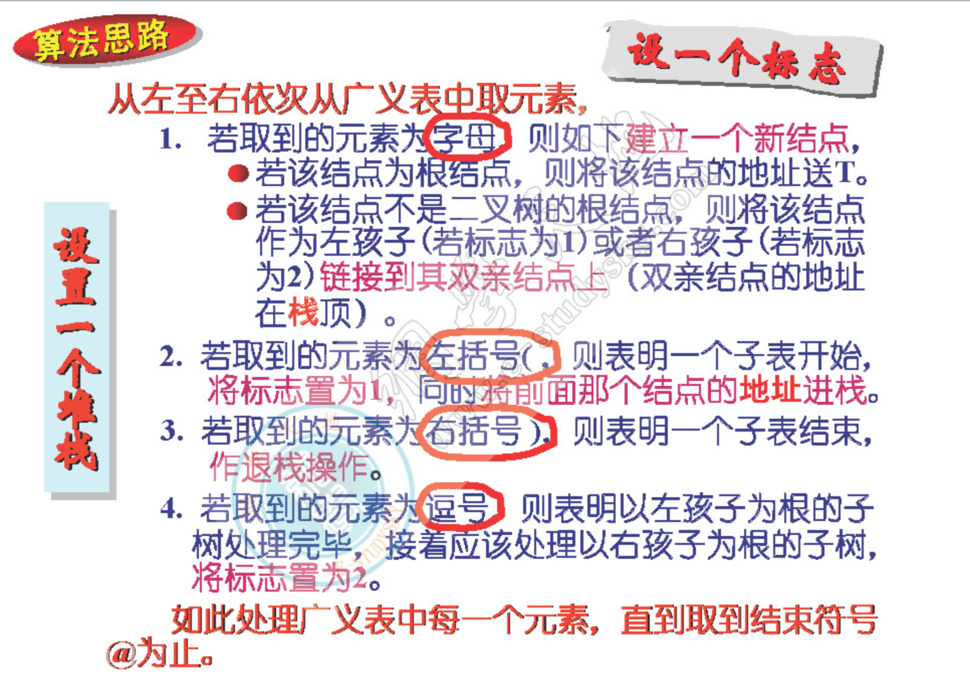 算法思路
设一个标志
从左至右依次从广义表中取元素，
1. 若取到的元素为字母，则如下建立一个新结点，
● 若该结点为根结点，则将该结点的地址送T。
● 若该结点不是二叉树的根结点，则将该结点
作为左孩子(若标志为1)或者右孩子(若标志
为2)链接到其双亲结点上（双亲结点的地址
在栈顶）。
设置一个堆栈
2. 若取到的元素为左括号(，则表明一个子表开始，
将标志置为1，同时将前面那个结点的地址进栈。
3. 若取到的元素为右括号)，则表明一个子表结束，
作退栈操作。
4. 若取到的元素为逗号，则表明以左孩子为根的子
树处理完毕，接着应该处理以右孩子为根的子树，
将标志置为2。
如此处理广义表中每一个元素，直到取到结束符号
@为止。